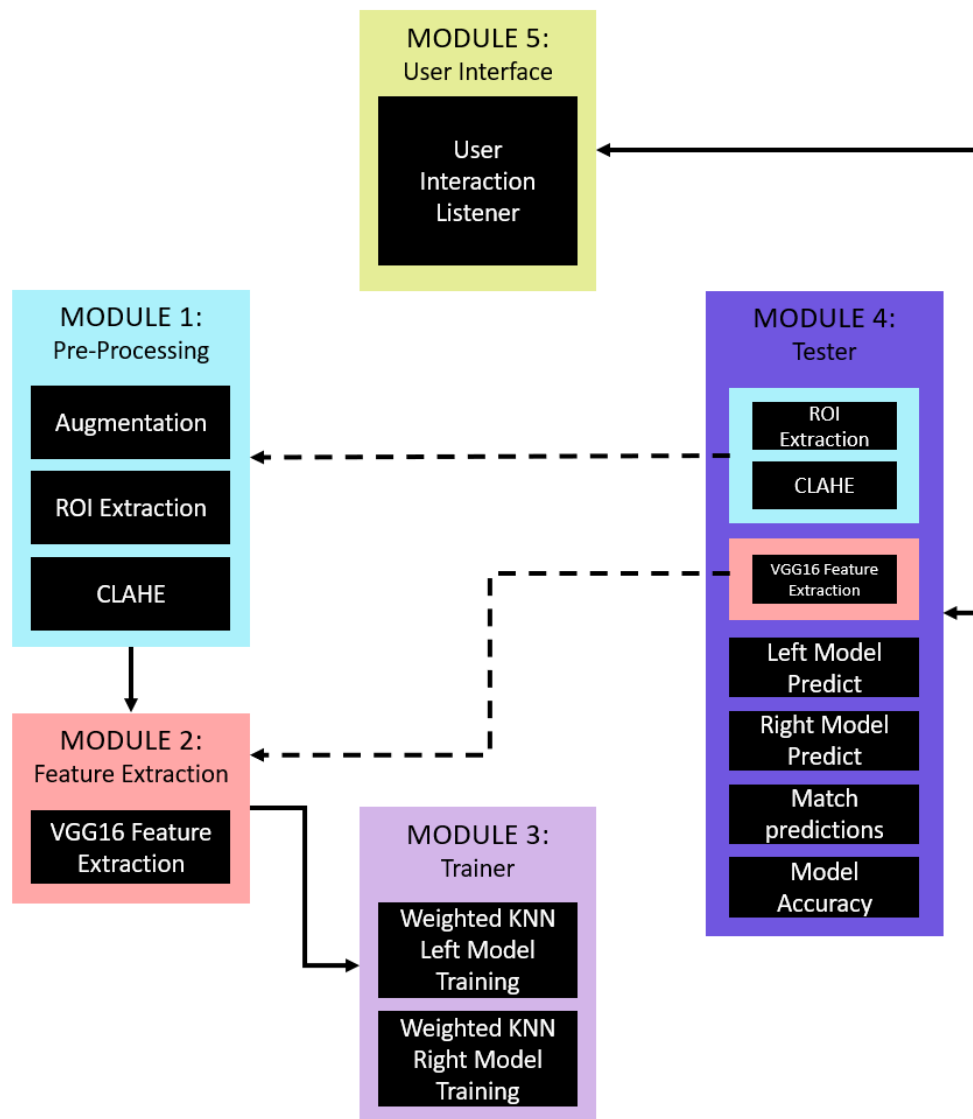 MODULE 5:
User Interface
User
Interaction
Listener
MODULE 1:
Pre-Processing
Augmentation
ROI Extraction
CLAHE
MODULE 2:
Feature Extraction
VGG16 Feature
Extraction
MODULE 3:
Trainer
Weighted KNN
Left Model
Training
Weighted KNN
Right Model
Training
MODULE 4:
Tester
ROI
Extraction
CLAHE
VGG16 Feature
Extraction
Left Model
Predict
Right Model
Predict
Match
predictions
Model
Accuracy